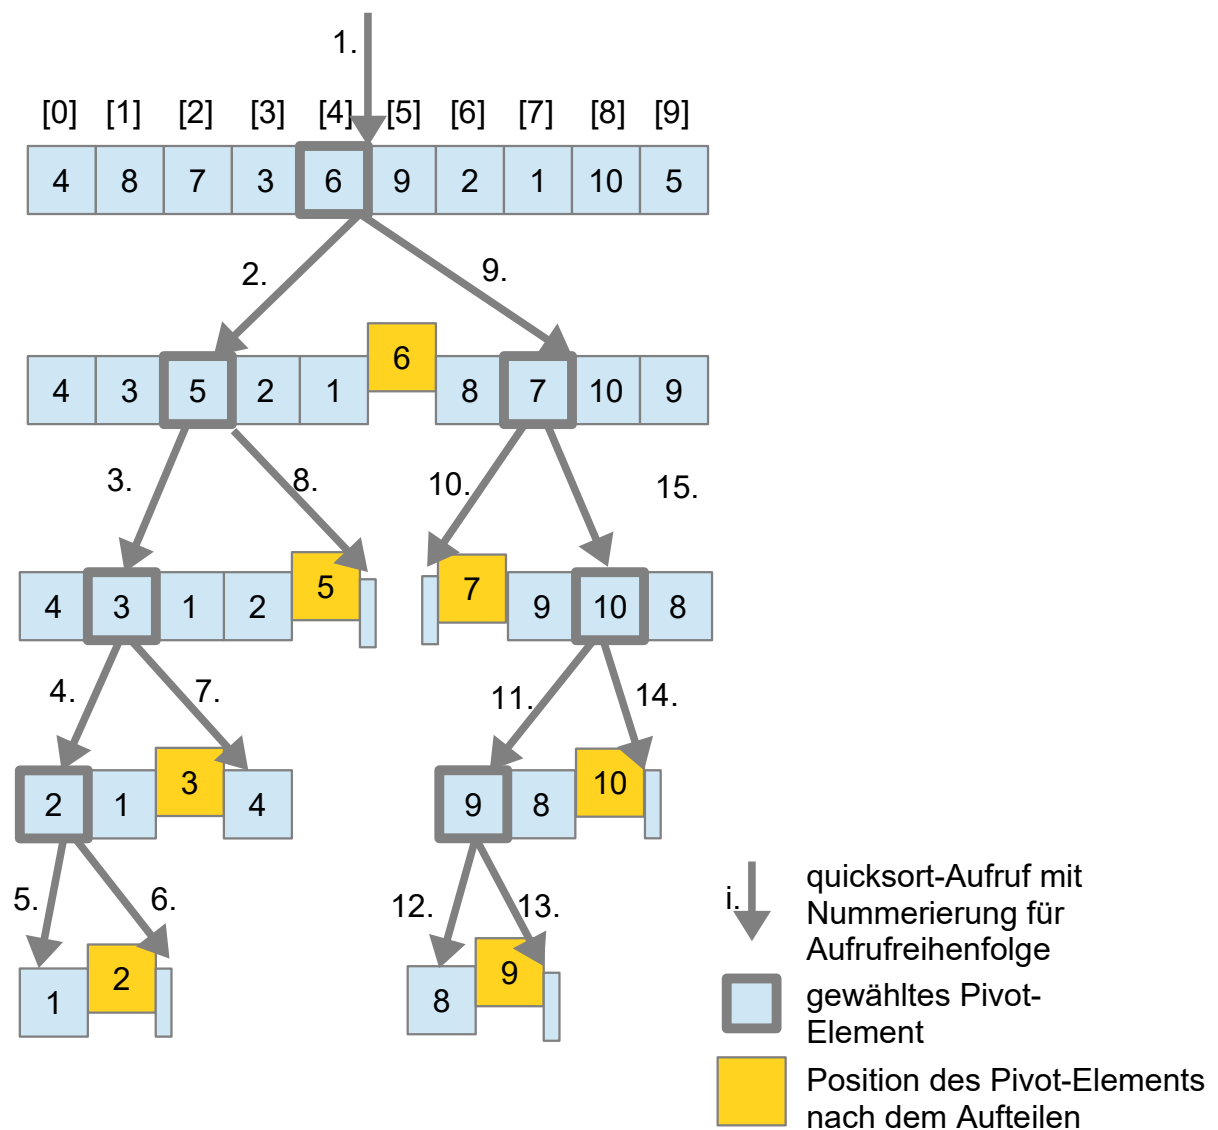 1.
[0] [1] [2] [3] [4] [5] [6] [7] [8] [9]
4 8 7 3 6 9 2 1 10 5
2. 9.
6
4 3 5 2 1 8 7 10 9
3. 8. 10. 15.
5 7
4 3 1 2 9 10 8
4. 7. 11. 14.
3 10
2 1 4 9 8
5. 6. 12. 13.
2 9
1 8
i.
quicksort-Aufruf mit
Nummerierung für
Aufrufreihenfolge
gewähltes Pivot-
Element
Position des Pivot-Elements
nach dem Aufteilen